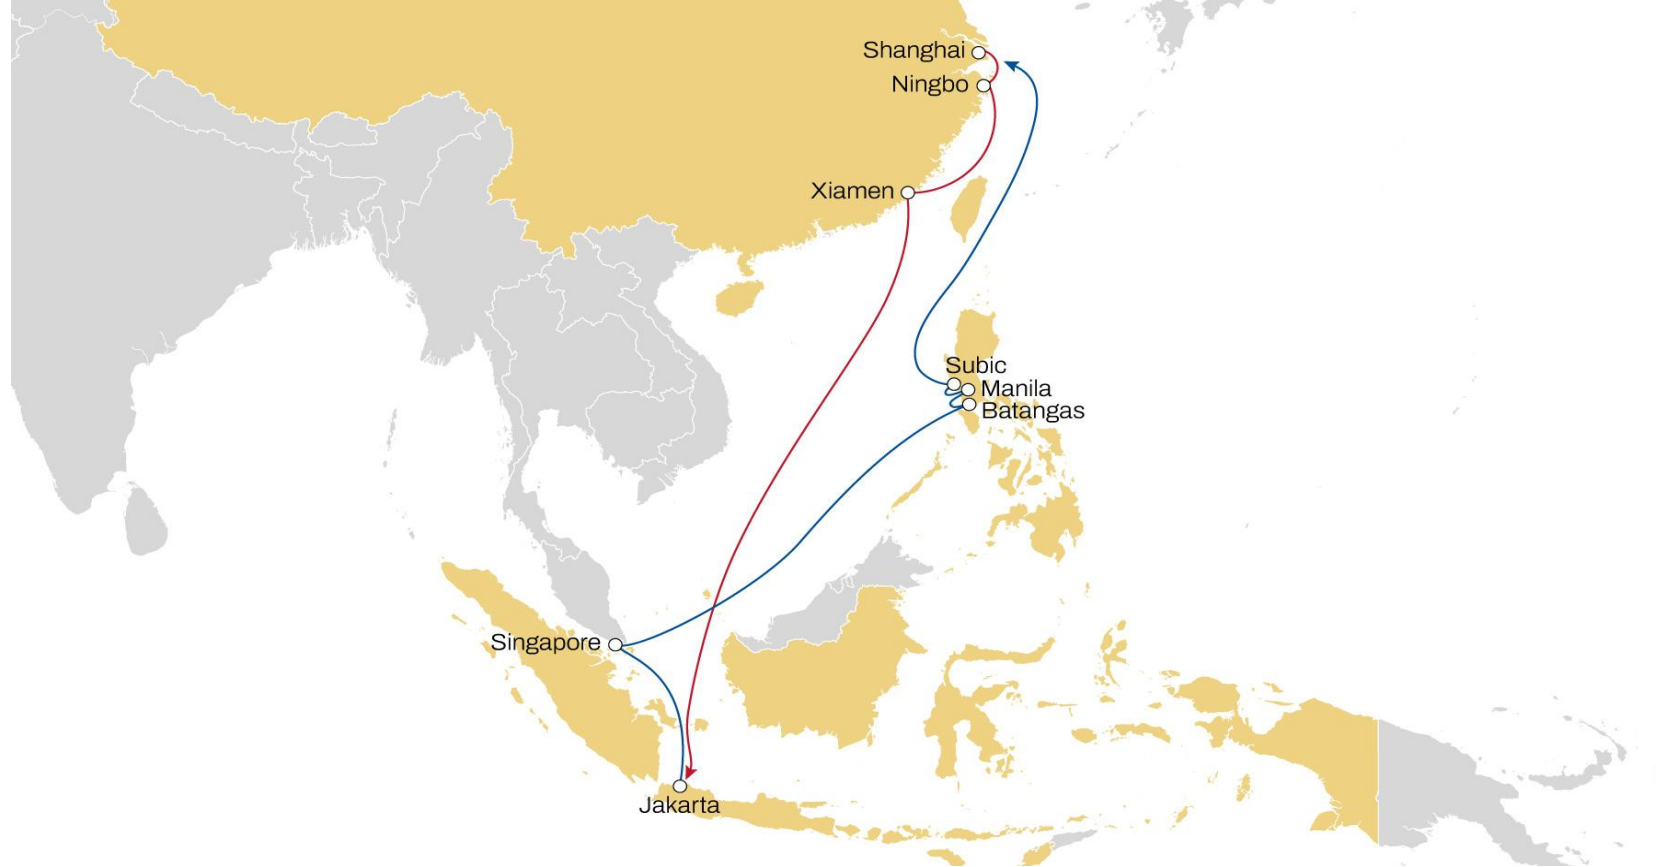 Shanghai
Ningbo
Xiamen
Subic
Manila
Batangas
Singapore
Jakarta